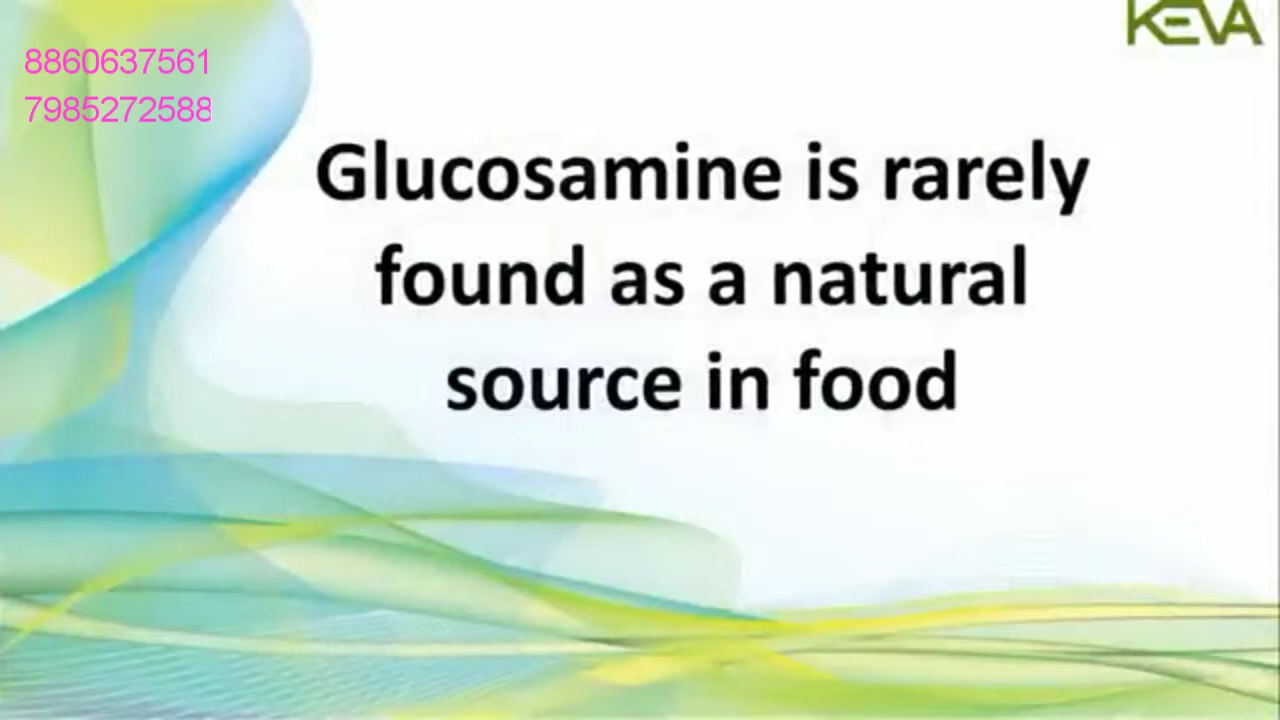 KEVA
8860637561
7985272588
Glucosamine is rarely
found as a natural
source in food